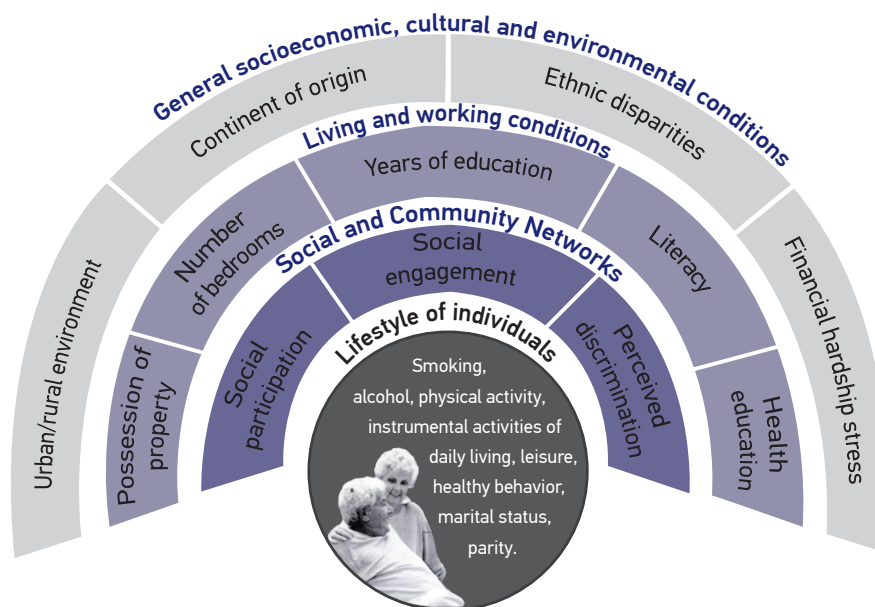 General socioeconomic, cultural and environmental conditions
Urban/rural environment
Continent of origin
Ethnic disparities
Financial hardship stress
Living and working conditions
Possession of
property
Number
of bedrooms
Years of education
Literacy
Health
education
Social and Community Networks
Social
participation
Social
engagement
Perceived
discrimination
Lifestyle of individuals
Smoking,
alcohol, physical activity,
instrumental activities of
daily living, leisure,
healthy behavior,
marital status,
parity.